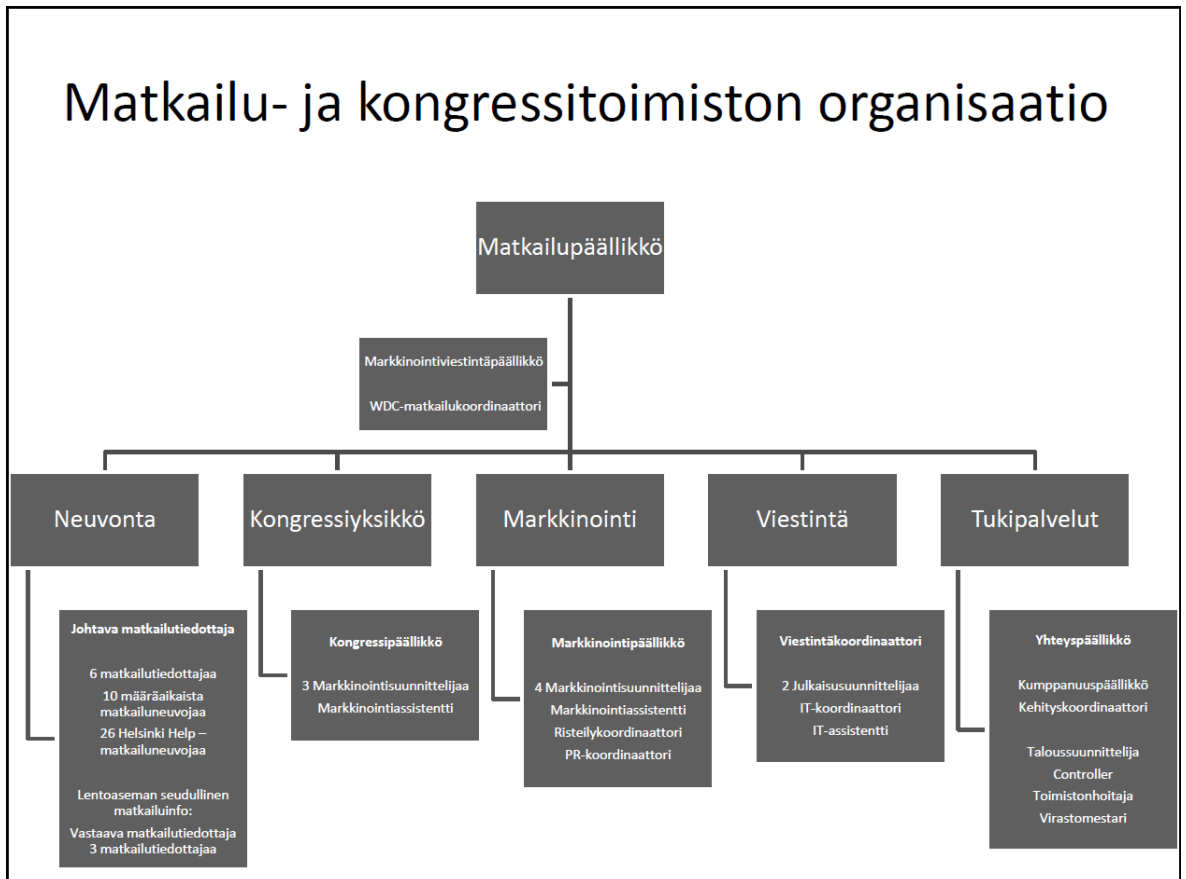 Matkailu- ja kongressitoimiston organisaatio
Matkailupäällikkö
Markkinointiviestintäpäällikkö
WDC-matkailukoordinaattori
Neuvonta
Kongressiyksikkö
Markkinointi
Viestintä
Tukipalvelut
Johtava matkailutiedottaja
6 matkailutiedottajaa
10 määräaikaista
matkailuneuvojaa
26 Helsinki Help –
matkailuneuvojaa
Lentoaseman seudullinen
matkailuinfo:
Vastaava matkailutiedottaja
3 matkailutiedottajaa
Kongressipäällikkö
3 Markkinointisuunnittelijaa
Markkinointiassistentti
Markkinointipäällikkö
4 Markkinointisuunnittelijaa
Markkinointiassistentti
Risteilykoordinaattori
PR-koordinaattori
Viestintäkoordinaattori
2 Julkaisusuunnittelijaa
IT-koordinaattori
IT-assistentti
Yhteyspäällikkö
Kumppanuuspäällikkö
Kehityskoordinaattori
Taloussuunnittelija
Controller
Toimistonhoitaja
Virastomestari